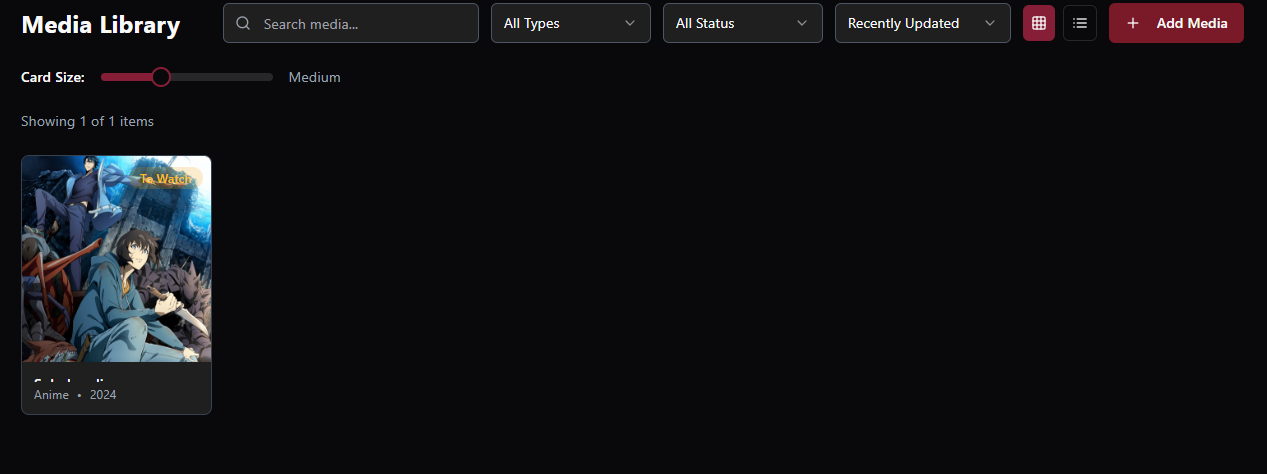 Media Library
Search media...
All Types
All Status
Recently Updated
Add Media
Card Size:
Medium
Showing 1 of 1 items
To Watch
Anime • 2024